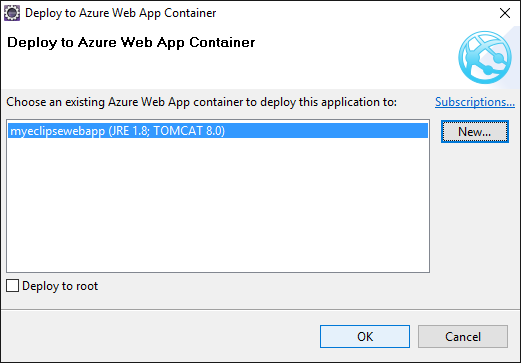 Deploy to Azure Web App Container
Deploy to Azure Web App Container
Choose an existing Azure Web App container to deploy this application to:
Subscriptions...
myeclipsewebapp (JRE 1.8; TOMCAT 8.0)
New...
Deploy to root
OK
Cancel